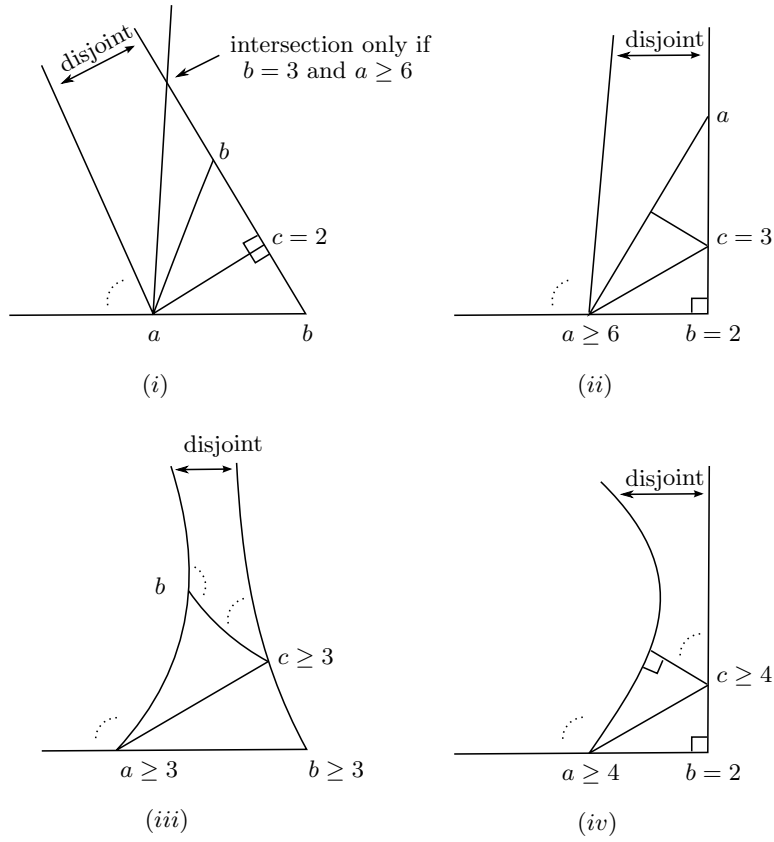 disjoint
intersection only if
b = 3 and a ≥ 6
b
c = 2
a
b
(i)
disjoint
a
c = 3
a ≥ 6
b = 2
(ii)
disjoint
b
c ≥ 3
a ≥ 3
b ≥ 3
(iii)
disjoint
c ≥ 4
a ≥ 4
b = 2
(iv)